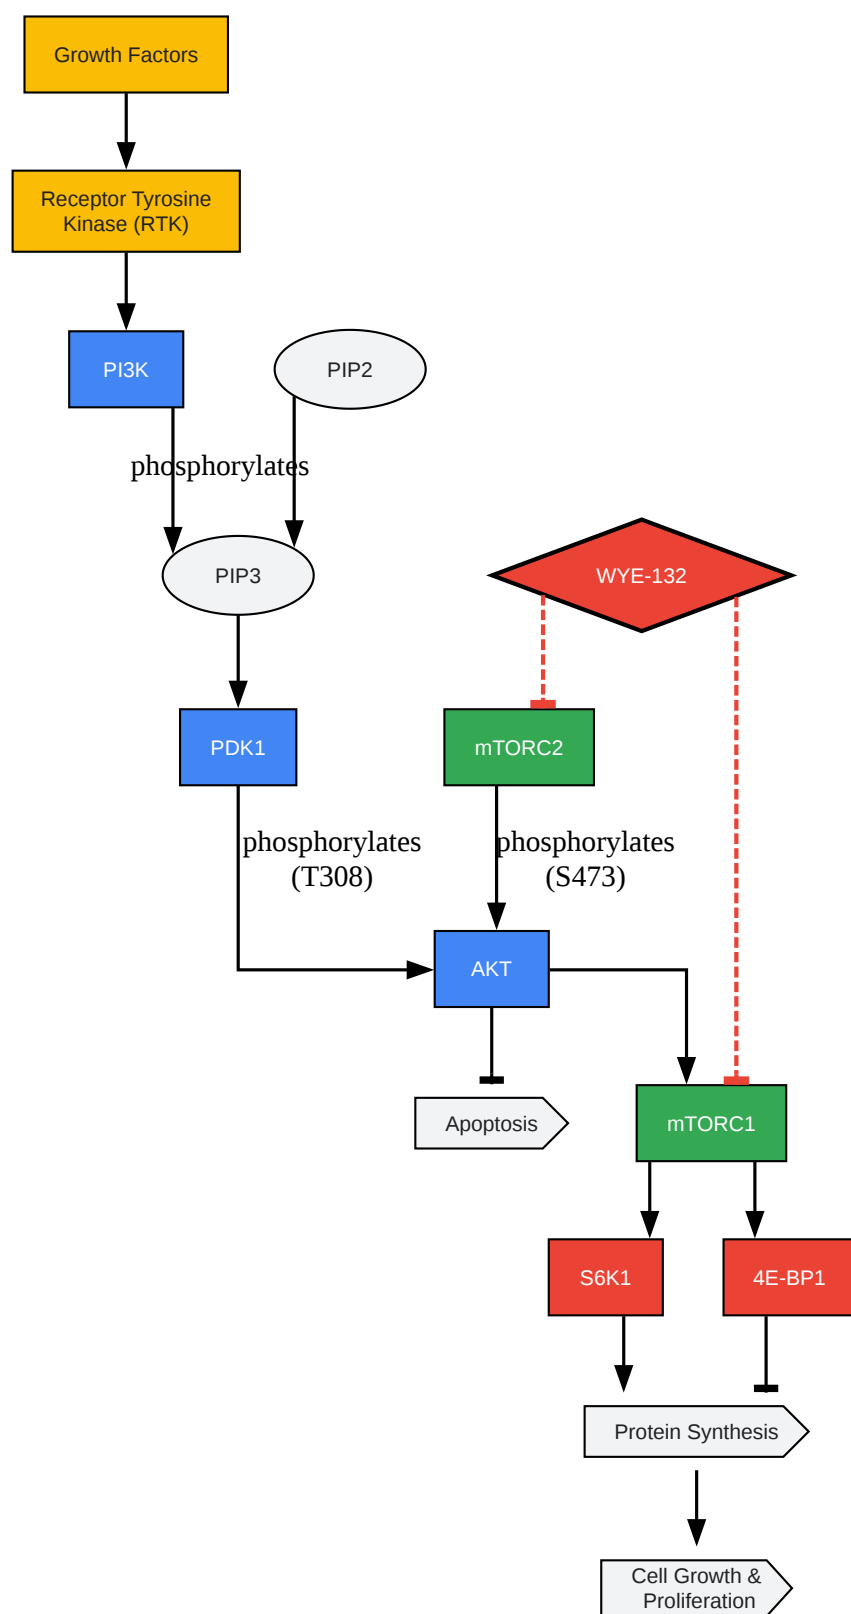 Growth Factors
Receptor Tyrosine
Kinase (RTK)
PI3K
PIP2
phosphorylates
PIP3
WYE-132
PDK1
mTORC2
phosphorylates
(T308)
phosphorylates
(S473)
AKT
Apoptosis
mTORC1
S6K1
4E-BP1
Protein Synthesis
Cell Growth &
Proliferation